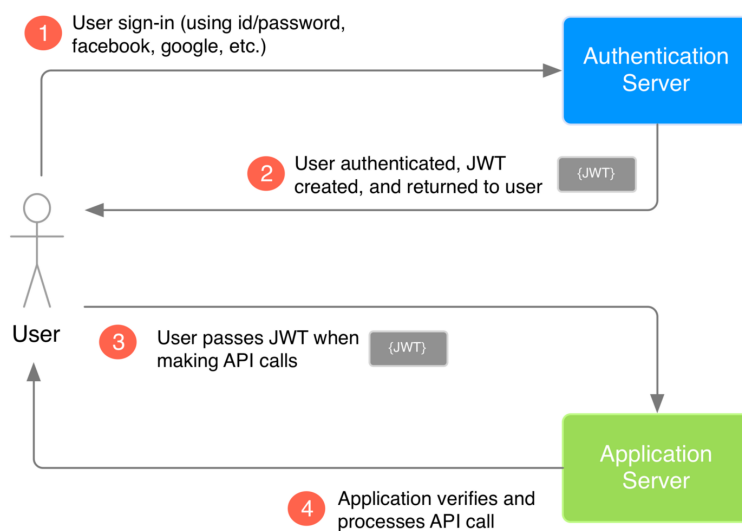 1
User sign-in (using id/password,
facebook, google, etc.)
Authentication
Server
2
User authenticated, JWT
created, and returned to user
{JWT}
User
3
User passes JWT when
making API calls
{JWT}
Application
Server
4
Application verifies and
processes API call